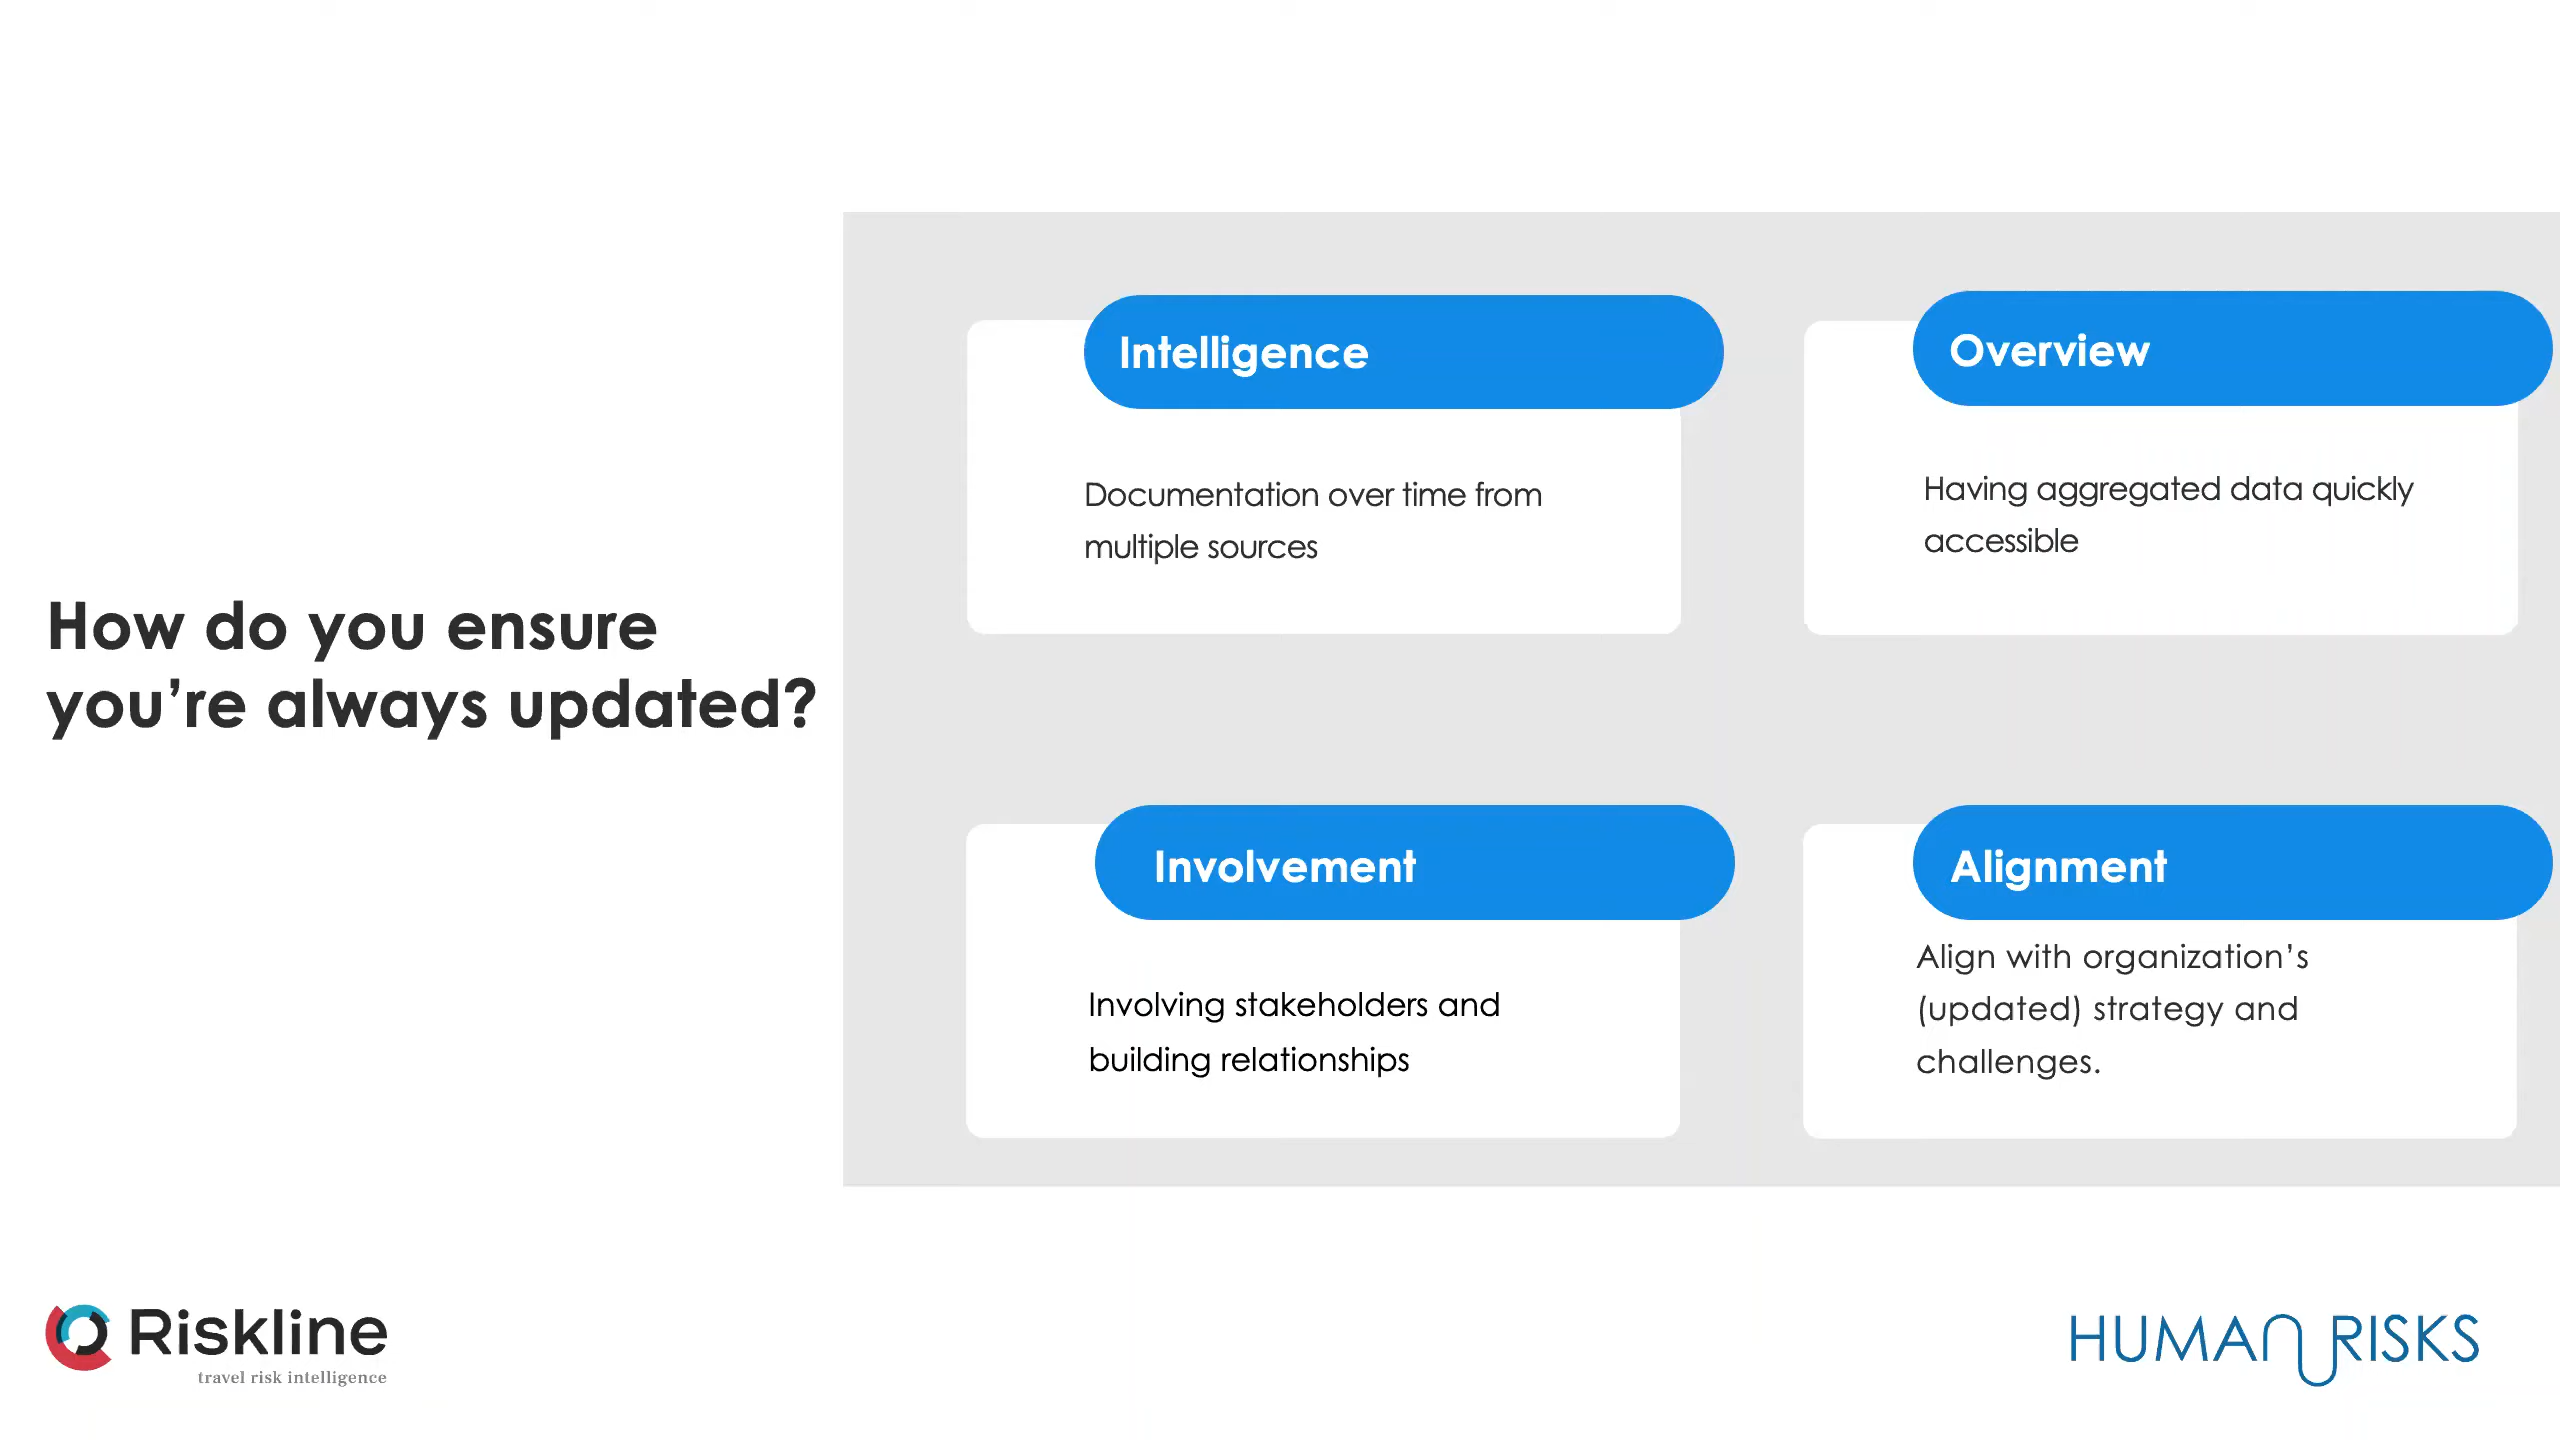 How do you ensure
you’re always updated?
Intelligence
Documentation over time from
multiple sources
Overview
Having aggregated data quickly
accessible
Involvement
Involving stakeholders and
building relationships
Alignment
Align with organization’s
(updated) strategy and
challenges.
Riskline
travel risk intelligence
HUMAN RISKS